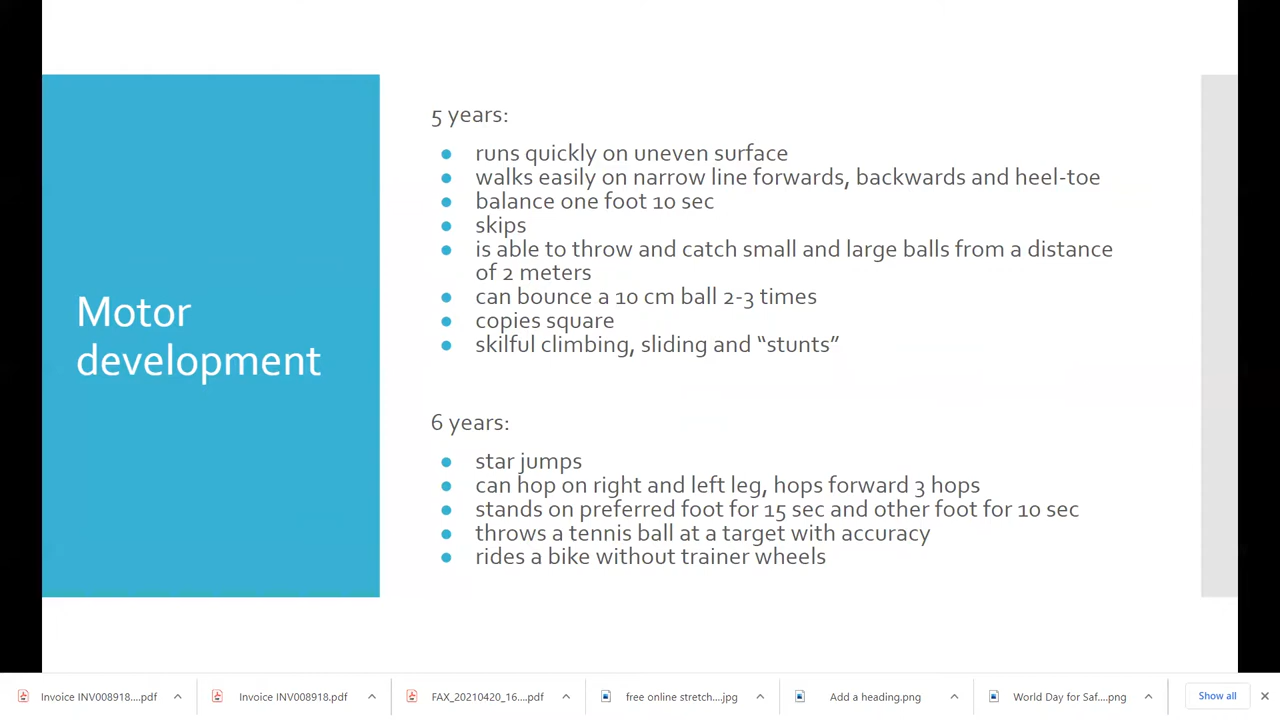 Motor
development
5 years:
runs quickly on uneven surface
walks easily on narrow line forwards, backwards and heel-toe
balance one foot 10 sec
skips
is able to throw and catch small and large balls from a distance
of 2 meters
can bounce a 10 cm ball 2-3 times
copies square
skilful climbing, sliding and “stunts”
6 years:
star jumps
can hop on right and left leg, hops forward 3 hops
stands on preferred foot for 15 sec and other foot for 10 sec
throws a tennis ball at a target with accuracy
rides a bike without trainer wheels
Invoice INV008918....pdf
Invoice INV008918.pdf
FAX_20210420_16....pdf
free online stretch....jpg
Add a heading.png
World Day for Saf....png
Show all